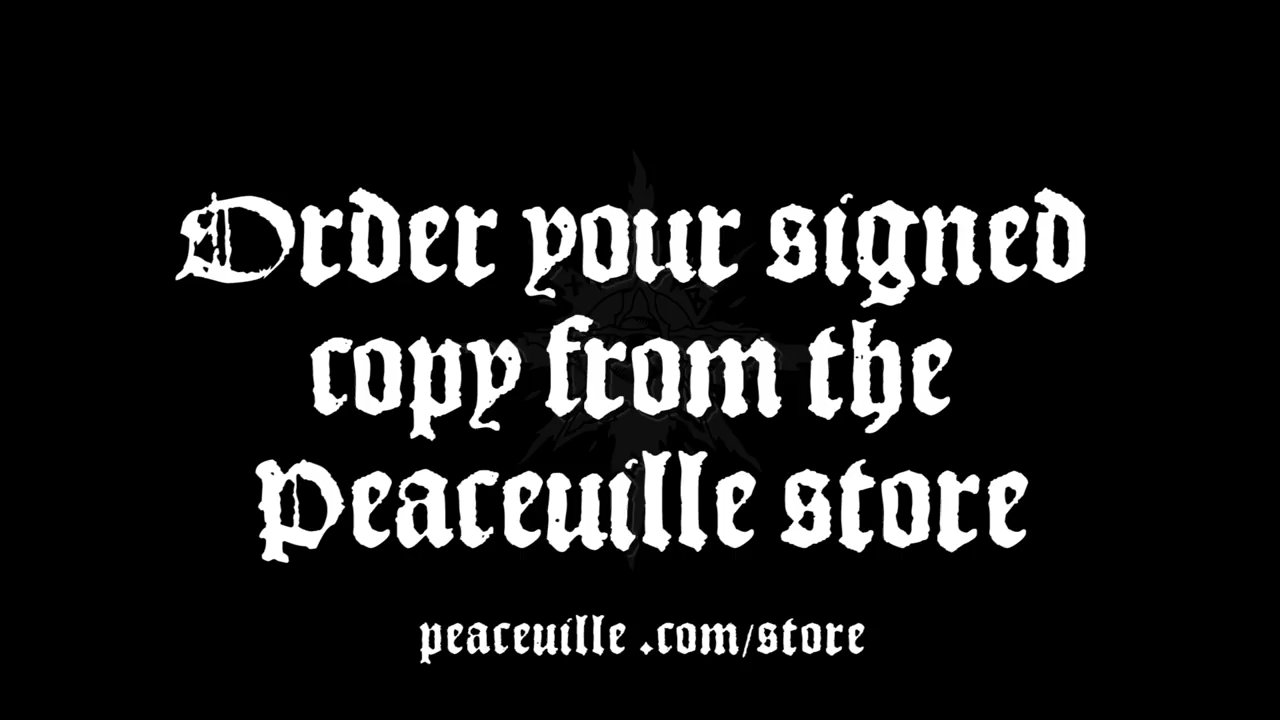 Order your signed
copy from the
Peaceville store
peaceville .com/store